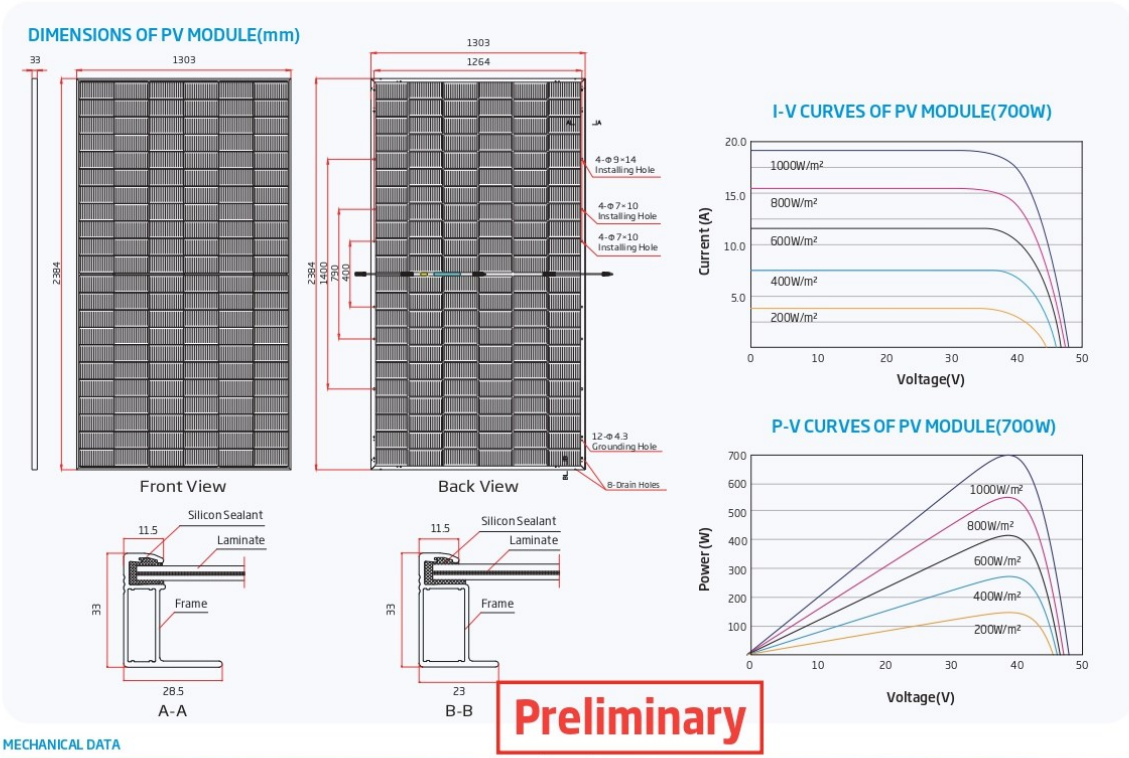 DIMENSIONS OF PV MODULE(mm)
33
1303
2384
Front View
1303
1264
2384
1400
790
400
4-Φ9×14
Installing Hole
4-Φ7×10
Installing Hole
4-Φ7×10
Installing Hole
12-Φ4.3
Grounding Hole
8-Drain Holes
Back View
11.5
Silicon Sealant
Laminate
Frame
33
28.5
A-A
11.5
Silicon Sealant
Laminate
Frame
33
23
B-B
I-V CURVES OF PV MODULE(700W)
Current (A)
20.0
15.0
10.0
5.0
1000W/m²
800W/m²
600W/m²
400W/m²
200W/m²
0 10 20 30 40 50
Voltage(V)
P-V CURVES OF PV MODULE(700W)
Power (W)
700
600
500
400
300
200
100
1000W/m²
800W/m²
600W/m²
400W/m²
200W/m²
0 10 20 30 40 50
Voltage(V)
Preliminary
MECHANICAL DATA